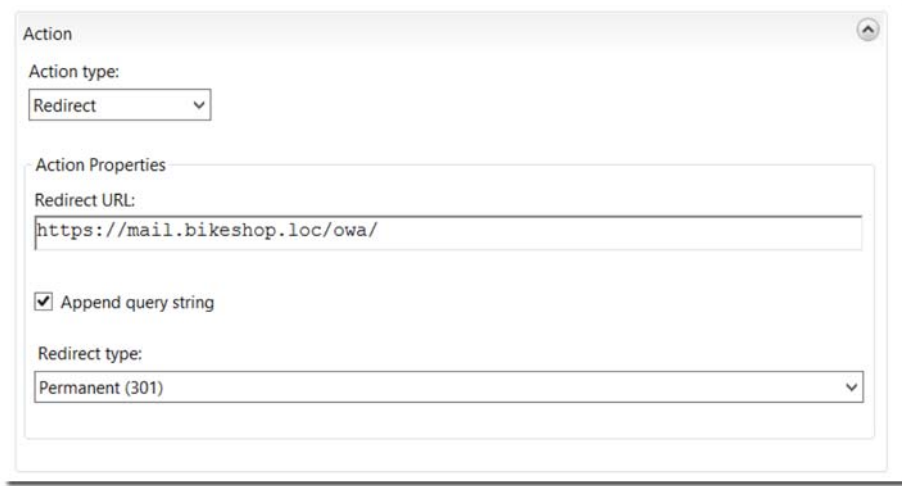 Action
Action type:
Redirect
Action Properties
Redirect URL:
https://mail.bikeshop.loc/owa/
Append query string
Redirect type:
Permanent (301)